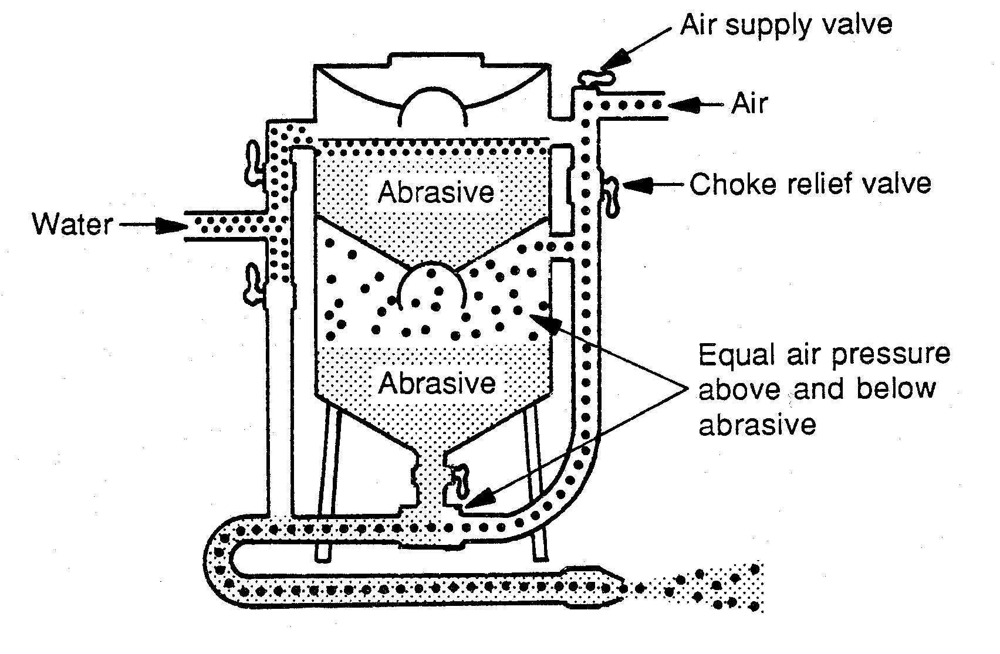 Air supply valve
Air
Abrasive
Choke relief valve
Water
Equal air pressure
above and below
abrasive
Abrasive